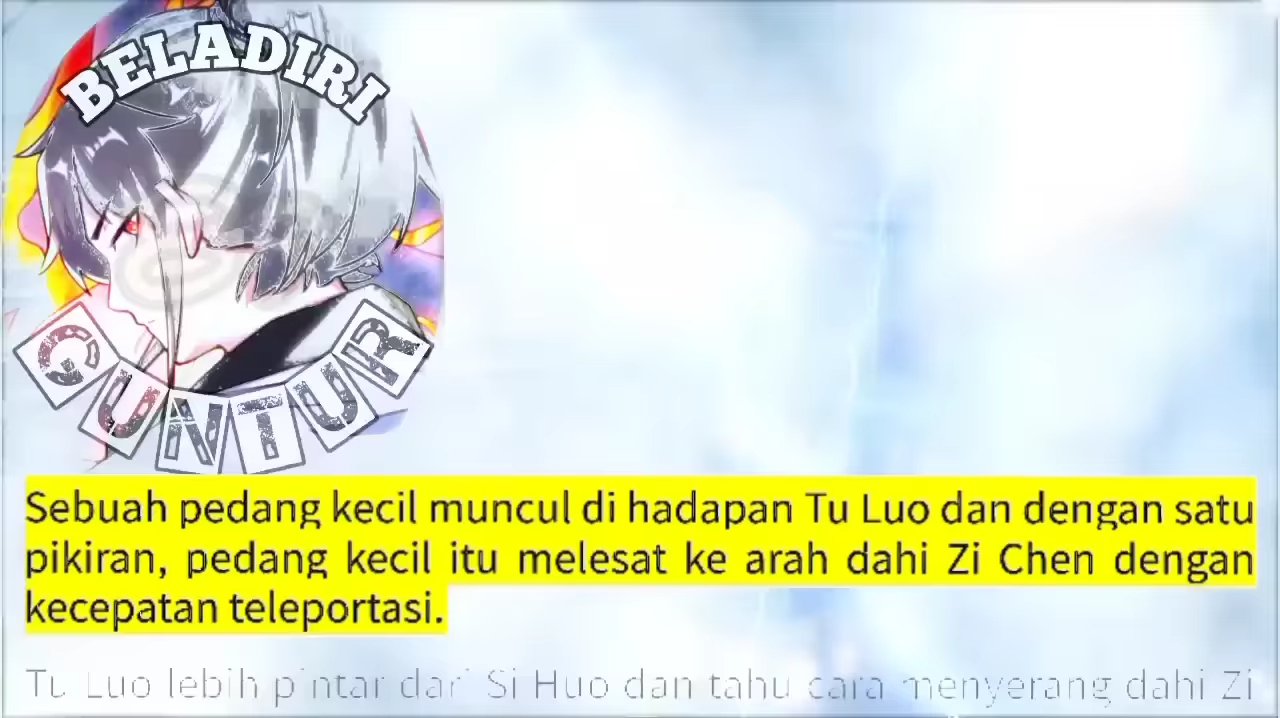 BELADIRI
GUNTUR
Sebuah pedang kecil muncul di hadapan Tu Luo dan dengan satu
pikiran, pedang kecil itu melesat ke arah dahi Zi Chen dengan
kecepatan teleportasi.
Tu Luo lebih pintar dari Si Huo dan tahu cara menyerang dahi Zi